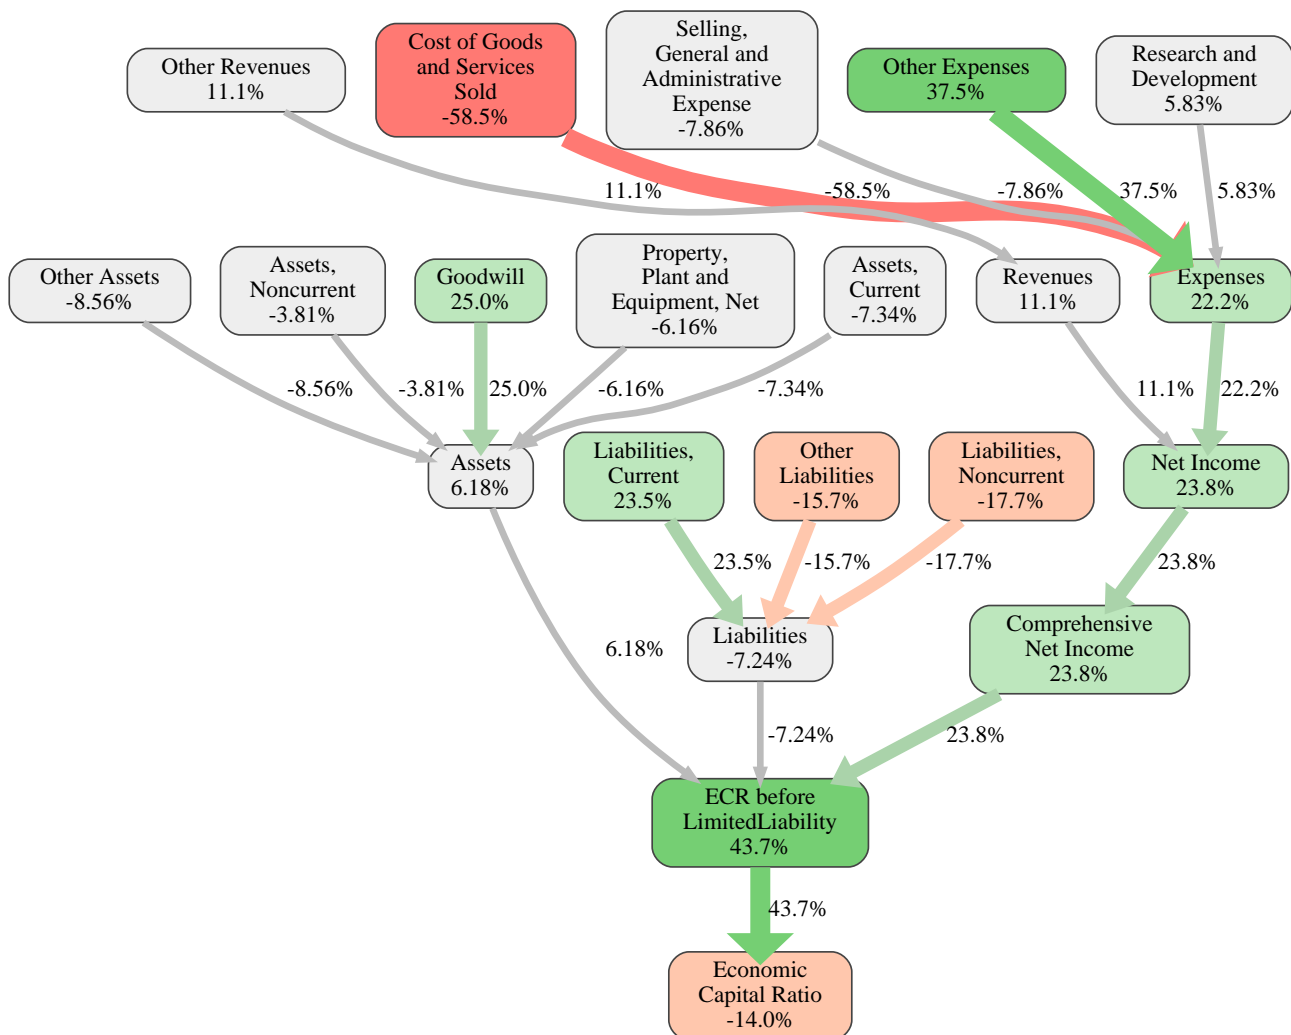 Other Revenues
11.1%
Cost of Goods
and Services
Sold
-58.5%
Selling,
General and
Administrative
Expense
-7.86%
Other Expenses
37.5%
Research and
Development
5.83%
11.1%
-58.5%
-7.86%
37.5%
5.83%
Other Assets
-8.56%
Assets,
Noncurrent
-3.81%
Goodwill
25.0%
Property,
Plant and
Equipment, Net
-6.16%
Assets,
Current
-7.34%
Revenues
11.1%
Expenses
22.2%
-8.56%
-3.81%
25.0%
-6.16%
-7.34%
11.1%
22.2%
Assets
6.18%
Liabilities,
Current
23.5%
Other
Liabilities
-15.7%
Liabilities,
Noncurrent
-17.7%
Net Income
23.8%
23.5%
-15.7%
-17.7%
23.8%
6.18%
Liabilities
-7.24%
Comprehensive
Net Income
23.8%
-7.24%
23.8%
ECR before
LimitedLiability
43.7%
43.7%
Economic
Capital Ratio
-14.0%